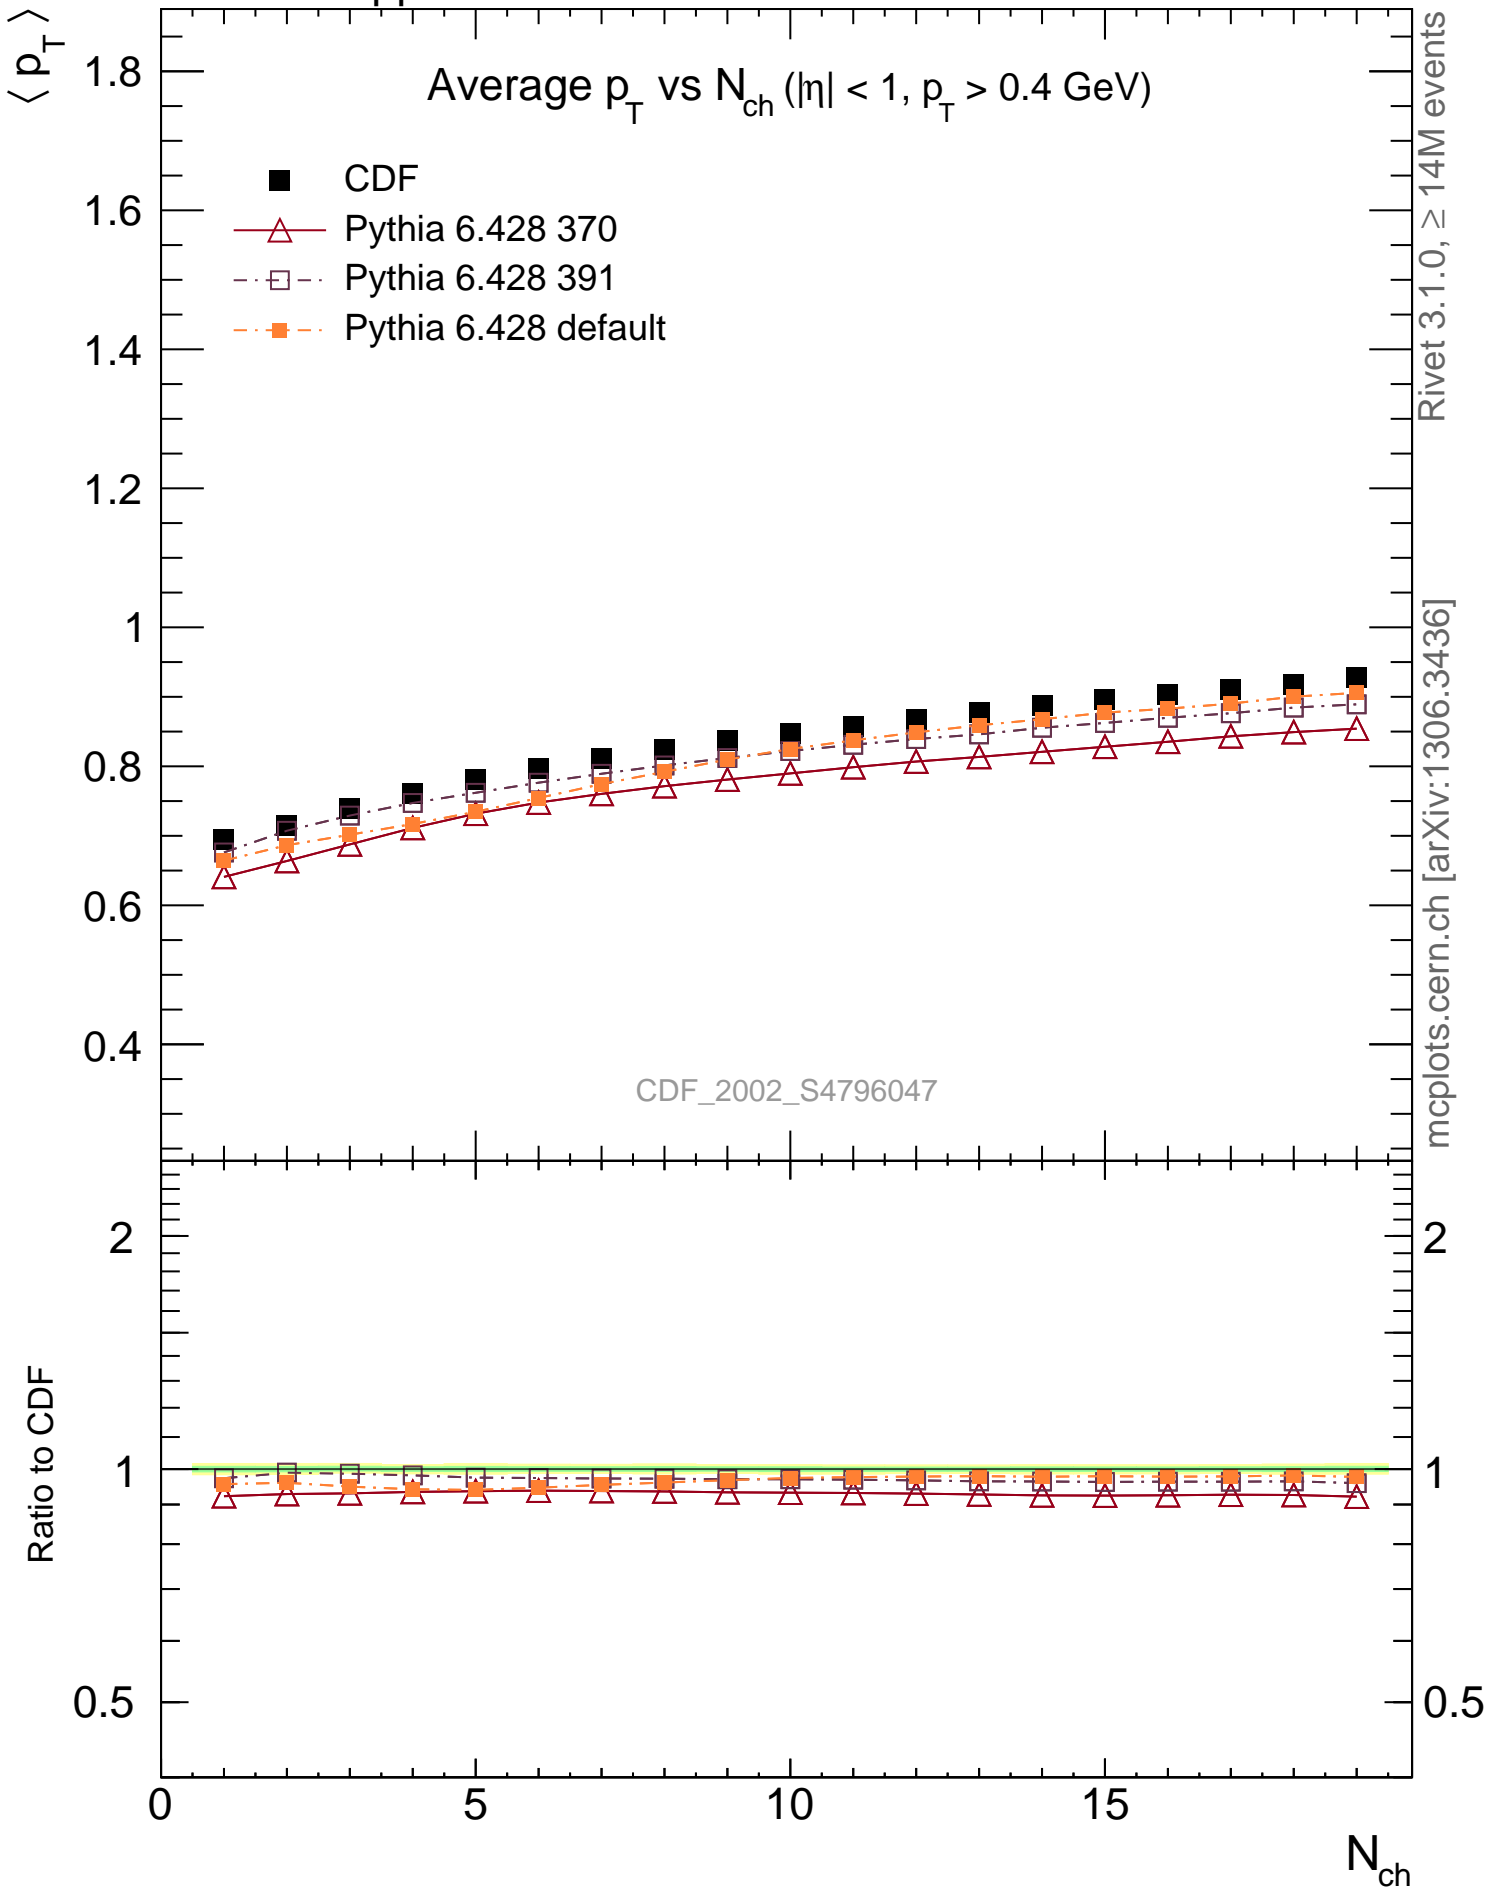 ⟨ p_T ⟩
Average p_T vs N_ch (|η| < 1, p_T > 0.4 GeV)
CDF
Pythia 6.428 370
Pythia 6.428 391
Pythia 6.428 default
1.8
1.6
1.4
1.2
1
0.8
0.6
0.4
CDF_2002_S4796047
Rivet 3.1.0, ≥ 14M events
mcplots.cern.ch [arXiv:1306.3436]
Ratio to CDF
2
1
0.5
2
1
0.5
0
5
10
15
N_ch